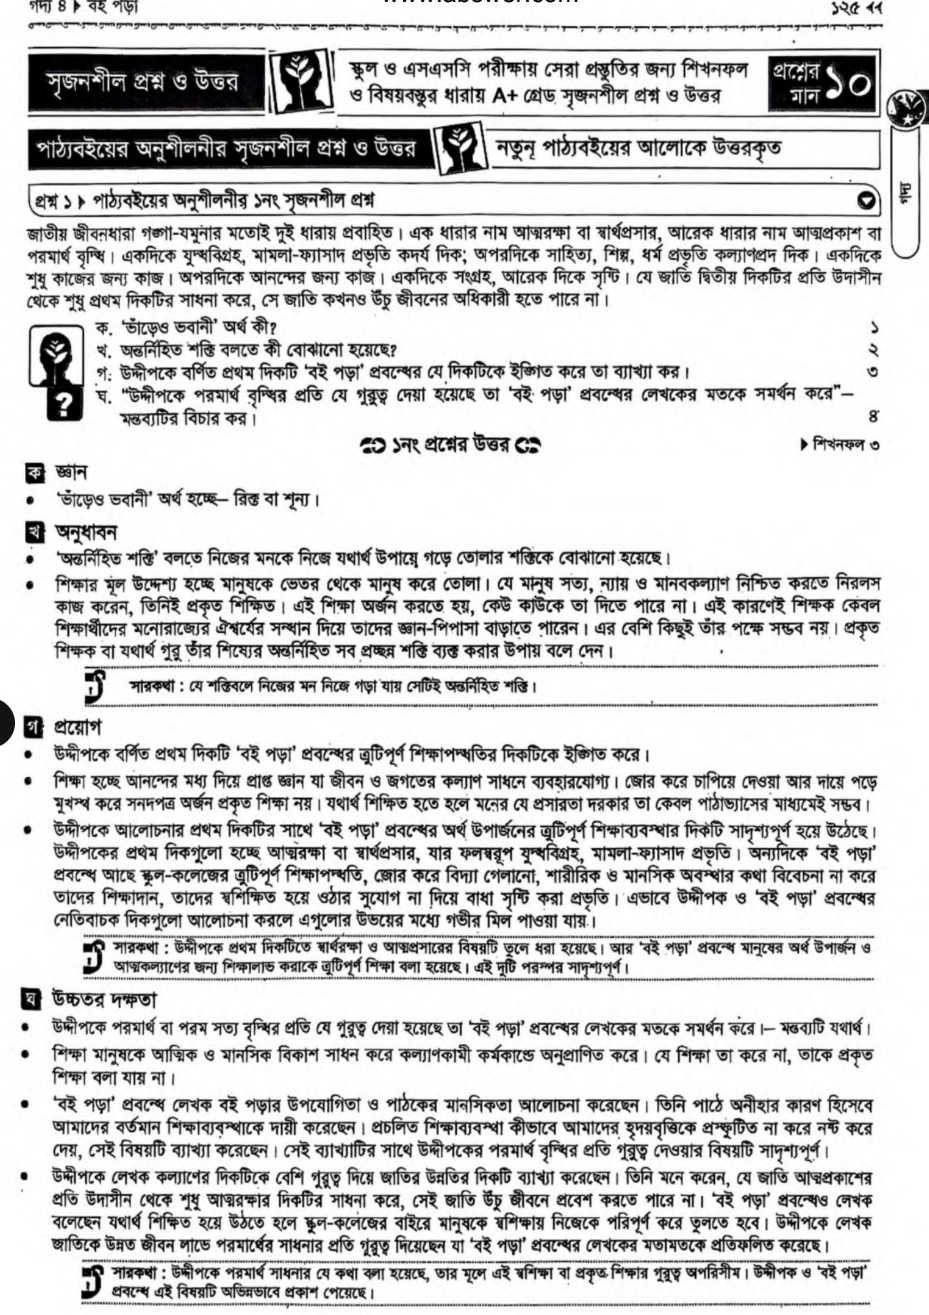 গদ্য ৪ ▶ বই পড়া
১২৫
সৃজনশীল প্রশ্ন ও উত্তর
স্কুল ও এসএসসি পরীক্ষায় সেরা প্রস্তুতির জন্য শিখনফল
ও বিষয়বস্তুর ধারায় A+ গ্রেড সৃজনশীল প্রশ্ন ও উত্তর
প্রশ্নের
মান ১০
পাঠ্যবইয়ের অনুশীলনীর সৃজনশীল প্রশ্ন ও উত্তর
নতুন পাঠ্যবইয়ের আলোকে উত্তরকৃত
গদ্য
প্রশ্ন ১ ▶ পাঠ্যবইয়ের অনুশীলনীর ১নং সৃজনশীল প্রশ্ন
জাতীয় জীবনধারা গঙ্গা-যমুনার মতোই দুই ধারায় প্রবাহিত। এক ধারার নাম আত্মরক্ষা বা স্বার্থপ্রসার, আরেক ধারার নাম আত্মপ্রকাশ বা
পরমার্থ বৃদ্ধি। একদিকে যুদ্ধবিগ্রহ, মামলা-ফ্যাসাদ প্রভৃতি কদর্য দিক; অপরদিকে সাহিত্য, শিল্প, ধর্ম প্রভৃতি কল্যাণপ্রদ দিক। একদিকে
শুধু কাজের জন্য কাজ। অপরদিকে আনন্দের জন্য কাজ। একদিকে সংগ্রহ, আরেক দিকে সৃষ্টি। যে জাতি দ্বিতীয় দিকটির প্রতি উদাসীন
থেকে শুধু প্রথম দিকটির সাধনা করে, সে জাতি কখনও উঁচু জীবনের অধিকারী হতে পারে না।
ক. ‘ভাঁড়েও ভবানী’ অর্থ কী? ১
খ. অন্তর্নিহিত শক্তি বলতে কী বোঝানো হয়েছে? ২
গ. উদ্দীপকে বর্ণিত প্রথম দিকটি ‘বই পড়া’ প্রবন্ধের যে দিকটিকে ইঙ্গিত করে তা ব্যাখ্যা কর। ৩
ঘ. “উদ্দীপকে পরমার্থ বৃদ্ধির প্রতি যে গুরুত্ব দেয়া হয়েছে তা ‘বই পড়া’ প্রবন্ধের লেখকের মতকে সমর্থন করে”–
মন্তব্যটির বিচার কর। ৪
১নং প্রশ্নের উত্তর
▶ শিখনফল ৩
ক জ্ঞান
• ‘ভাঁড়েও ভবানী’ অর্থ হচ্ছে– রিক্ত বা শূন্য।
খ অনুধাবন
• ‘অন্তর্নিহিত শক্তি’ বলতে নিজের মনকে নিজে যথার্থ উপায়ে গড়ে তোলার শক্তিকে বোঝানো হয়েছে।
• শিক্ষার মূল উদ্দেশ্য হচ্ছে মানুষকে ভেতর থেকে মানুষ করে তোলা। যে মানুষ সত্য, ন্যায় ও মানবকল্যাণ নিশ্চিত করতে নিরলস
কাজ করেন, তিনিই প্রকৃত শিক্ষিত। এই শিক্ষা অর্জন করতে হয়, কেউ কাউকে তা দিতে পারে না। এই কারণেই শিক্ষক কেবল
শিক্ষার্থীদের মনোরাজ্যের ঐশ্বর্যের সন্ধান দিয়ে তাদের জ্ঞান-পিপাসা বাড়াতে পারেন। এর বেশি কিছুই তাঁর পক্ষে সম্ভব নয়। প্রকৃত
শিক্ষক বা যথার্থ গুরু তাঁর শিষ্যের অন্তর্নিহিত সব প্রচ্ছন্ন শক্তি ব্যক্ত করার উপায় বলে দেন।
সারকথা : যে শক্তিবলে নিজের মন নিজে গড়া যায় সেটিই অন্তর্নিহিত শক্তি।
গ প্রয়োগ
• উদ্দীপকে বর্ণিত প্রথম দিকটি ‘বই পড়া’ প্রবন্ধের ত্রুটিপূর্ণ শিক্ষাপদ্ধতির দিকটিকে ইঙ্গিত করে।
• শিক্ষা হচ্ছে আনন্দের মধ্য দিয়ে প্রাপ্ত জ্ঞান যা জীবন ও জগতের কল্যাণ সাধনে ব্যবহারযোগ্য। জোর করে চাপিয়ে দেওয়া আর দায়ে পড়ে
মুখস্থ করে সনদপত্র অর্জন প্রকৃত শিক্ষা নয়। যথার্থ শিক্ষিত হতে হলে মনের যে প্রসারতা দরকার তা কেবল পাঠাভ্যাসের মাধ্যমেই সম্ভব।
• উদ্দীপকে আলোচনার প্রথম দিকটির সাথে ‘বই পড়া’ প্রবন্ধের অর্থ উপার্জনের ত্রুটিপূর্ণ শিক্ষাব্যবস্থার দিকটি সাদৃশ্যপূর্ণ হয়ে উঠেছে।
উদ্দীপকের প্রথম দিকগুলো হচ্ছে আত্মরক্ষা বা স্বার্থপ্রসার, যার ফলস্বরূপ যুদ্ধবিগ্রহ, মামলা-ফ্যাসাদ প্রভৃতি। অন্যদিকে ‘বই পড়া’
প্রবন্ধে আছে স্কুল-কলেজের ত্রুটিপূর্ণ শিক্ষাপদ্ধতি, জোর করে বিদ্যা গেলানো, শারীরিক ও মানসিক অবস্থার কথা বিবেচনা না করে
তাদের শিক্ষাদান, তাদের স্বশিক্ষিত হয়ে ওঠার সুযোগ না দিয়ে বাধা সৃষ্টি করা প্রভৃতি। এভাবে উদ্দীপক ও ‘বই পড়া’ প্রবন্ধের
নেতিবাচক দিকগুলো আলোচনা করলে এগুলোর উভয়ের মধ্যে গভীর মিল পাওয়া যায়।
সারকথা : উদ্দীপকে প্রথম দিকটিতে স্বার্থরক্ষা ও আত্মপ্রসারের বিষয়টি তুলে ধরা হয়েছে। আর ‘বই পড়া’ প্রবন্ধে মানুষের অর্থ উপার্জন ও
আত্মকল্যাণের জন্য শিক্ষালাভ করাকে ত্রুটিপূর্ণ শিক্ষা বলা হয়েছে। এই দুটি পরস্পর সাদৃশ্যপূর্ণ।
ঘ উচ্চতর দক্ষতা
• উদ্দীপকে পরমার্থ বা পরম সত্য বৃদ্ধির প্রতি যে গুরুত্ব দেয়া হয়েছে তা ‘বই পড়া’ প্রবন্ধের লেখকের মতকে সমর্থন করে।– মন্তব্যটি যথার্থ।
• শিক্ষা মানুষকে আত্মিক ও মানসিক বিকাশ সাধন করে কল্যাণকামী কর্মকাণ্ডে অনুপ্রাণিত করে। যে শিক্ষা তা করে না, তাকে প্রকৃত
শিক্ষা বলা যায় না।
• ‘বই পড়া’ প্রবন্ধে লেখক বই পড়ার উপযোগিতা ও পাঠকের মানসিকতা আলোচনা করেছেন। তিনি পাঠে অনীহার কারণ হিসেবে
আমাদের বর্তমান শিক্ষাব্যবস্থাকে দায়ী করেছেন। প্রচলিত শিক্ষাব্যবস্থা কীভাবে আমাদের হৃদয়বৃত্তিকে প্রস্ফুটিত না করে নষ্ট করে
দেয়, সেই বিষয়টি ব্যাখ্যা করেছেন। সেই ব্যাখ্যাটির সাথে উদ্দীপকের পরমার্থ বৃদ্ধির প্রতি গুরুত্ব দেওয়ার বিষয়টি সাদৃশ্যপূর্ণ।
• উদ্দীপকে লেখক কল্যাণের দিকটিকে বেশি গুরুত্ব দিয়ে জাতির উন্নতির দিকটি ব্যাখ্যা করেছেন। তিনি মনে করেন, যে জাতি আত্মপ্রকাশের
প্রতি উদাসীন থেকে শুধু আত্মরক্ষার দিকটির সাধনা করে, সেই জাতি উঁচু জীবনে প্রবেশ করতে পারে না। ‘বই পড়া’ প্রবন্ধেও লেখক
বলেছেন যথার্থ শিক্ষিত হয়ে উঠতে হলে স্কুল-কলেজের বাইরে মানুষকে স্বশিক্ষায় নিজেকে পরিপূর্ণ করে তুলতে হবে। উদ্দীপকে লেখক
জাতিকে উন্নত জীবন লাভে পরমার্থের সাধনার প্রতি গুরুত্ব দিয়েছেন যা ‘বই পড়া’ প্রবন্ধের লেখকের মতামতকে প্রতিফলিত করেছে।
সারকথা : উদ্দীপকে পরমার্থ সাধনার যে কথা বলা হয়েছে, তার মূলে এই স্বশিক্ষা বা প্রকৃত শিক্ষার গুরুত্ব অপরিসীম। উদ্দীপক ও ‘বই পড়া’
প্রবন্ধে এই বিষয়টি অভিন্নভাবে প্রকাশ পেয়েছে।